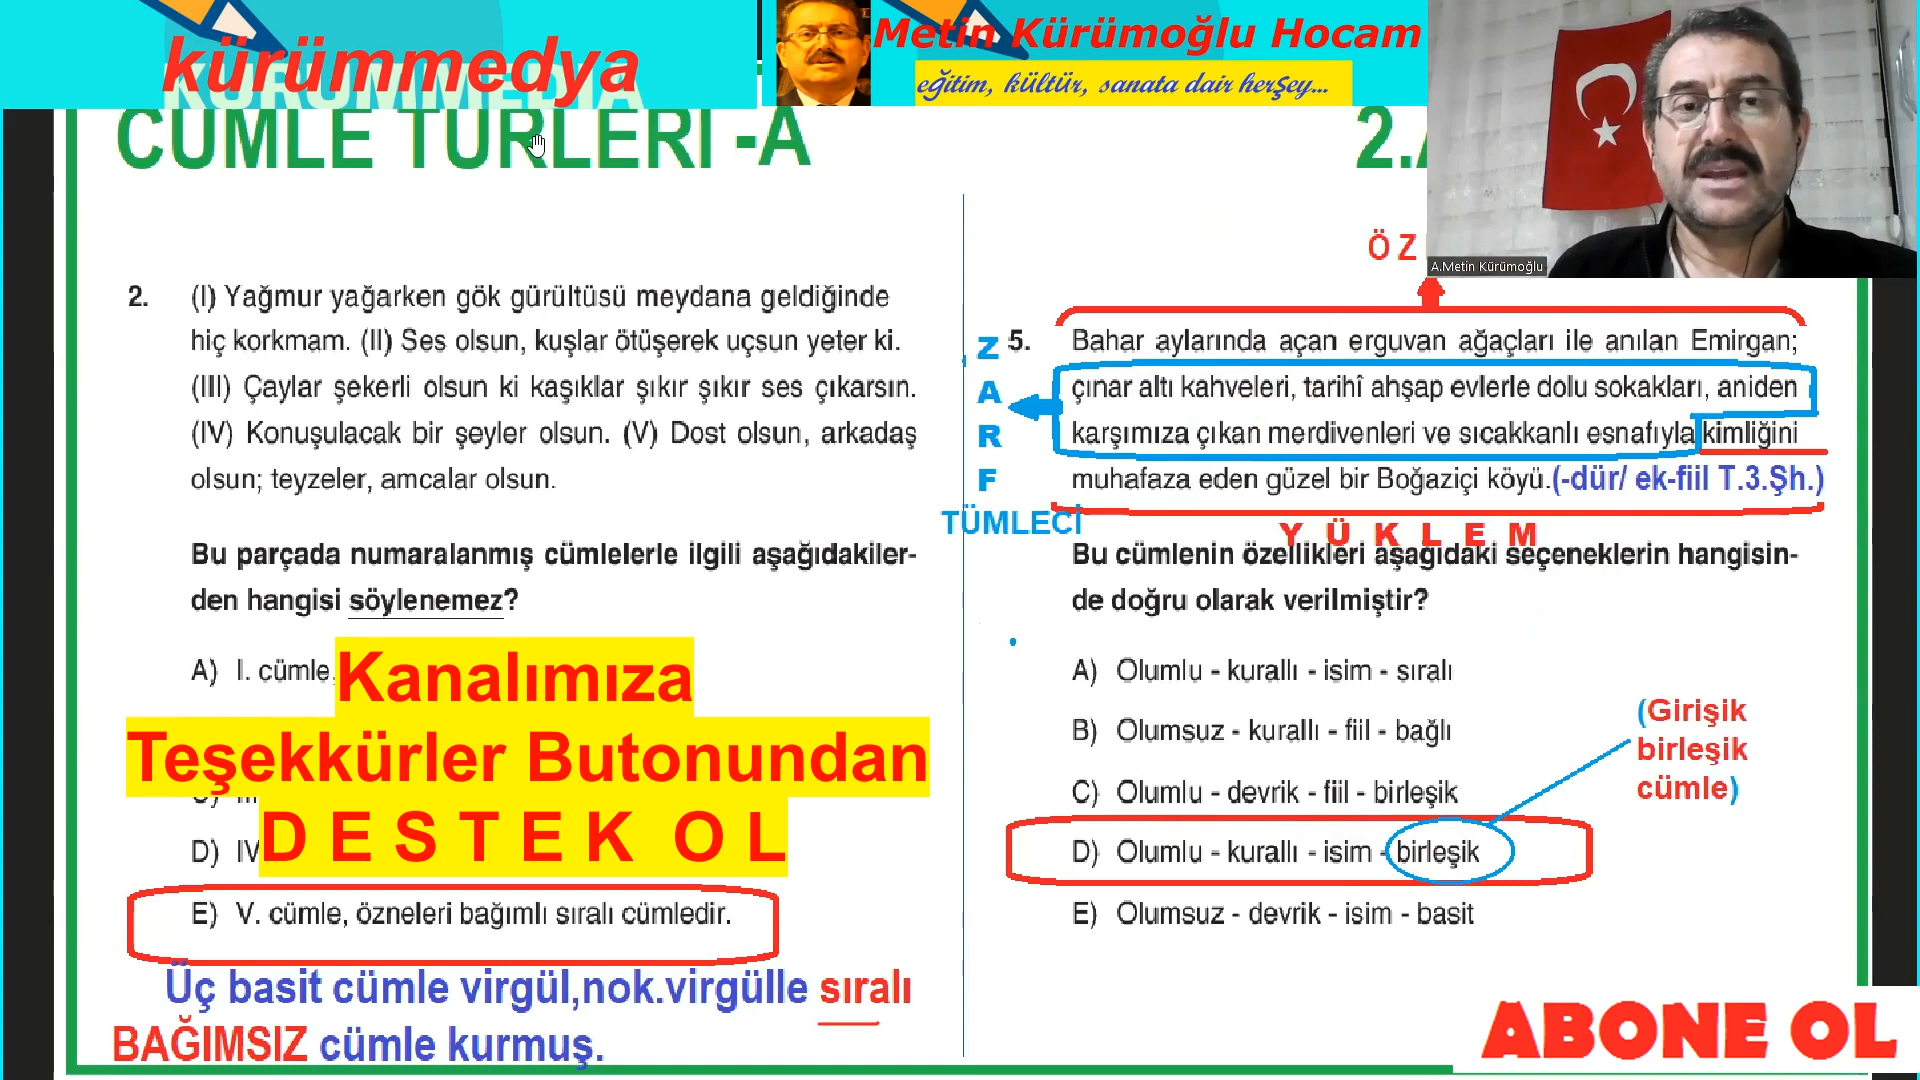 kürümmedya
KÜRÜMMEDYA
Metin Kürümoğlu Hocam
eğitim, kültür, sanata dair herşey...
CÜMLE TÜRLERİ -A
2.
A.Metin Kürümoğlu
2. (I) Yağmur yağarken gök gürültüsü meydana geldiğinde
hiç korkmam. (II) Ses olsun, kuşlar ötüşerek uçsun yeter ki.
(III) Çaylar şekerli olsun ki kaşıklar şıkır şıkır ses çıkarsın.
(IV) Konuşulacak bir şeyler olsun. (V) Dost olsun, arkadaş
olsun; teyzeler, amcalar olsun.
Bu parçada numaralanmış cümlelerle ilgili aşağıdakiler-
den hangisi söylenemez?
A) I. cümle,
Kanalımıza
Teşekkürler Butonundan
DESTEK OL
D) IV
E) V. cümle, özneleri bağımlı sıralı cümledir.
Üç basit cümle virgül,nok.virgülle sıralı
BAĞIMSIZ cümle kurmuş.
Ö Z
Z
A
R
F
TÜMLECİ
5. Bahar aylarında açan erguvan ağaçları ile anılan Emirgan;
çınar altı kahveleri, tarihî ahşap evlerle dolu sokakları, aniden
karşımıza çıkan merdivenleri ve sıcakkanlı esnafıyla kimliğini
muhafaza eden güzel bir Boğaziçi köyü.(-dür/ ek-fiil T.3.Şh.)
Y Ü K L E M
Bu cümlenin özellikleri aşağıdaki seçeneklerin hangisin-
de doğru olarak verilmiştir?
A) Olumlu - kurallı - isim - sıralı
B) Olumsuz - kurallı - fiil - bağlı
C) Olumlu - devrik - fiil - birleşik
D) Olumlu - kurallı - isim - birleşik
E) Olumsuz - devrik - isim - basit
(Girişik
birleşik
cümle)
ABONE OL